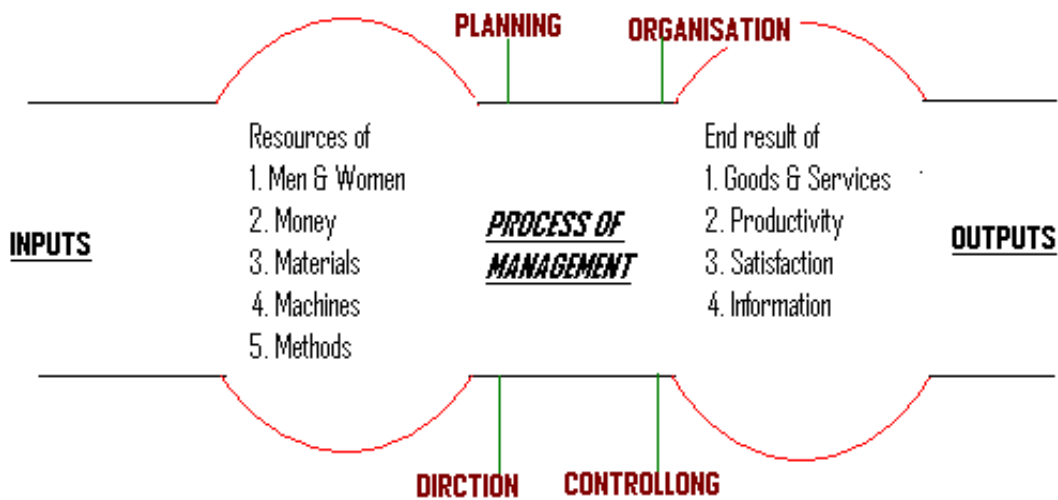 PLANNING
ORGANISATION
INPUTS
Resources of
1. Men & Women
2. Money
3. Materials
4. Machines
5. Methods
PROCESS OF
MANAGEMENT
End result of
1. Goods & Services
2. Productivity
3. Satisfaction
4. Information
OUTPUTS
DIRCTION
CONTROLLONG